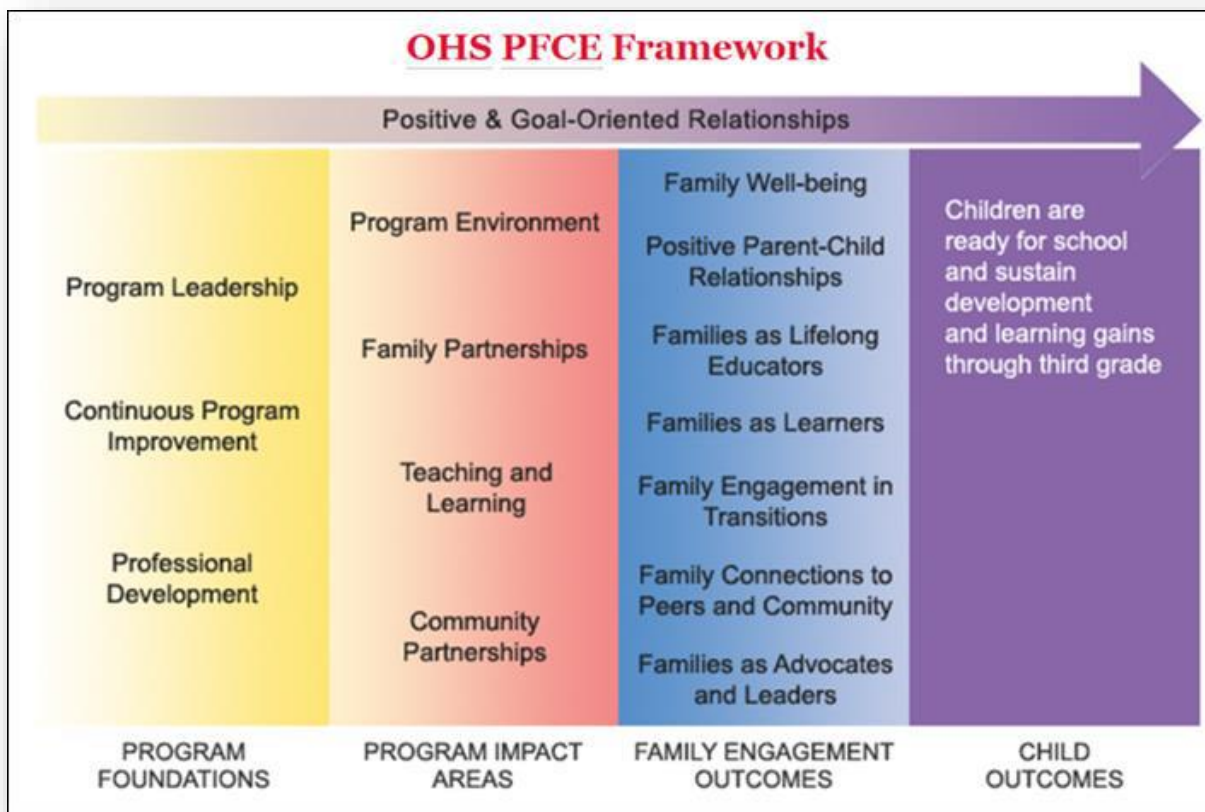 OHS PFCE Framework
Positive & Goal-Oriented Relationships
Program Leadership
Continuous Program
Improvement
Professional
Development
PROGRAM
FOUNDATIONS
Program Environment
Family Partnerships
Teaching and
Learning
Community
Partnerships
PROGRAM IMPACT
AREAS
Family Well-being
Positive Parent-Child
Relationships
Families as Lifelong
Educators
Families as Learners
Family Engagement in
Transitions
Family Connections to
Peers and Community
Families as Advocates
and Leaders
FAMILY ENGAGEMENT
OUTCOMES
Children are
ready for school
and sustain
development
and learning gains
through third grade
CHILD
OUTCOMES